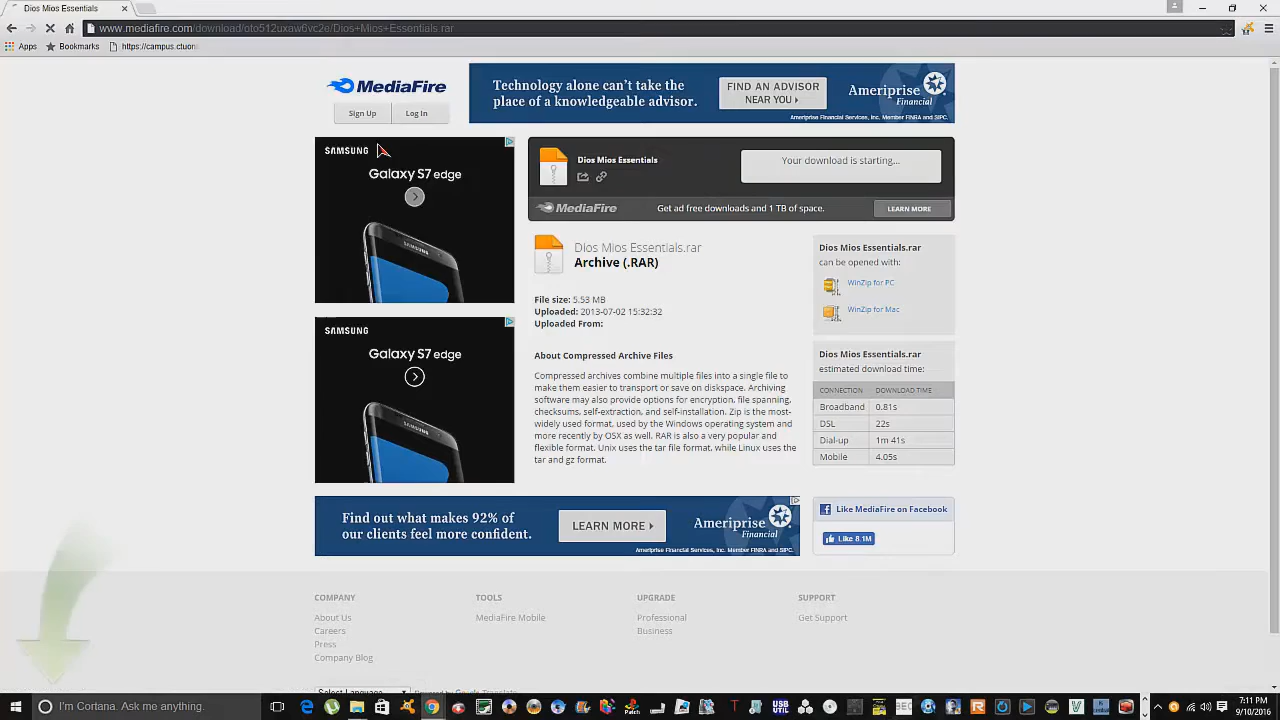 Dios Mios Essentials
www.mediafire.com/download/oto512uxaw6vc2e/Dios+Mios+Essentials.rar
Apps Bookmarks https://campus.ctuon
MediaFire
Sign Up Log In
Technology alone can't take the
place of a knowledgeable advisor.
FIND AN ADVISOR
NEAR YOU
Ameriprise
Financial
Ameriprise Financial Services, Inc. Member FINRA and SIPC.
SAMSUNG
Galaxy S7 edge
SAMSUNG
SAMSUNG
Galaxy S7 edge
SAMSUNG
Dios Mios Essentials
Your download is starting...
MediaFire Get ad free downloads and 1 TB of space. LEARN MORE
Dios Mios Essentials.rar
Archive (.RAR)
File size: 5.53 MB
Uploaded: 2013-07-02 15:32:32
Uploaded From:
About Compressed Archive Files
Compressed archives combine multiple files into a single file to
make them easier to transport or save on diskspace. Archiving
software may also provide options for encryption, file spanning,
checksums, self-extraction, and self-installation. Zip is the most-
widely used format, used by the Windows operating system and
more recently by OSX as well. RAR is also a very popular and
flexible format. Unix uses the tar file format, while Linux uses the
tar and gz format.
Dios Mios Essentials.rar
can be opened with:
WinZip for PC
WinZip for Mac
Dios Mios Essentials.rar
estimated download time:
CONNECTION DOWNLOAD TIME
Broadband 0.81s
DSL 22s
Dial-up 1m 41s
Mobile 4.05s
Find out what makes 92% of
our clients feel more confident.
LEARN MORE
Ameriprise
Financial
Ameriprise Financial Services, Inc. Member FINRA and SIPC.
Like MediaFire on Facebook
Like 8.1M
COMPANY
About Us
Careers
Press
Company Blog
TOOLS
MediaFire Mobile
UPGRADE
Professional
Business
SUPPORT
Get Support
Select Language Powered by Google Translate
I'm Cortana. Ask me anything.
Patch
USB
UTIL
7:11 PM
9/10/2016